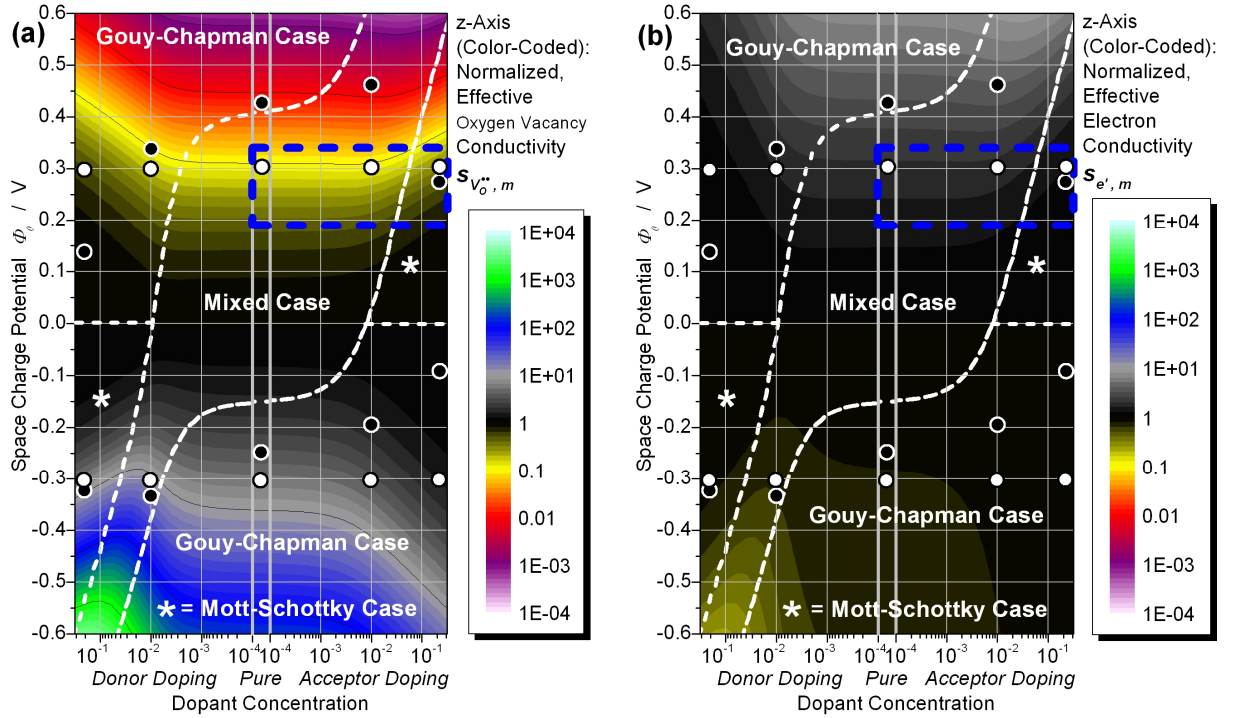 (a)
Gouy-Chapman Case
Mixed Case
Gouy-Chapman Case
* = Mott-Schottky Case
*
*
0.6
0.5
0.4
0.3
0.2
0.1
0.0
-0.1
-0.2
-0.3
-0.4
-0.5
-0.6
Space Charge Potential Φ₀ / V
10⁻¹ 10⁻² 10⁻³ 10⁻⁴ 10⁻⁴ 10⁻³ 10⁻² 10⁻¹
Donor Doping Pure Acceptor Doping
Dopant Concentration
z-Axis
(Color-Coded):
Normalized,
Effective
Oxygen Vacancy
Conductivity
s V_O^••, m
1E+04
1E+03
1E+02
1E+01
1
0.1
0.01
1E-03
1E-04
(b)
Gouy-Chapman Case
Mixed Case
Gouy-Chapman Case
* = Mott-Schottky Case
*
*
0.6
0.5
0.4
0.3
0.2
0.1
0.0
-0.1
-0.2
-0.3
-0.4
-0.5
-0.6
Space Charge Potential Φ₀ / V
10⁻¹ 10⁻² 10⁻³ 10⁻⁴ 10⁻⁴ 10⁻³ 10⁻² 10⁻¹
Donor Doping Pure Acceptor Doping
Dopant Concentration
z-Axis
(Color-Coded):
Normalized,
Effective
Electron
Conductivity
s e', m
1E+04
1E+03
1E+02
1E+01
1
0.1
0.01
1E-03
1E-04